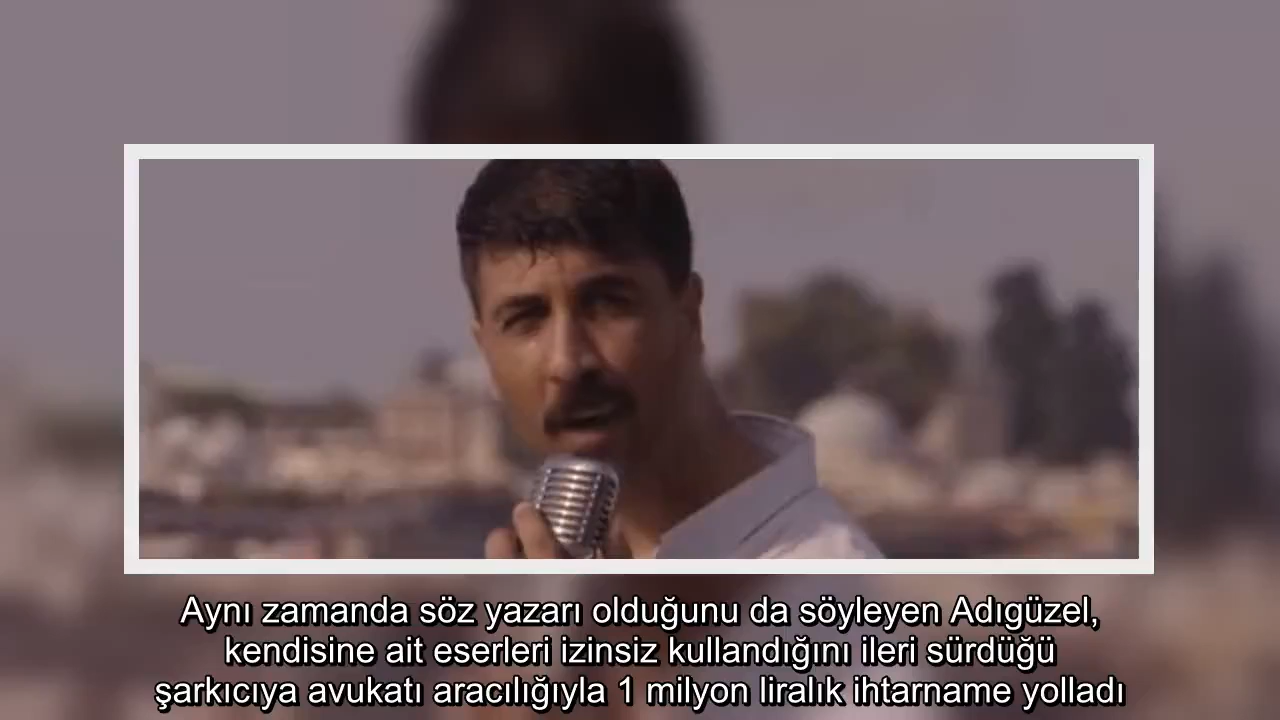 Aynı zamanda söz yazarı olduğunu da söyleyen Adıgüzel,
kendisine ait eserleri izinsiz kullandığını ileri sürdüğü
şarkıcıya avukatı aracılığıyla 1 milyon liralık ihtarname yolladı